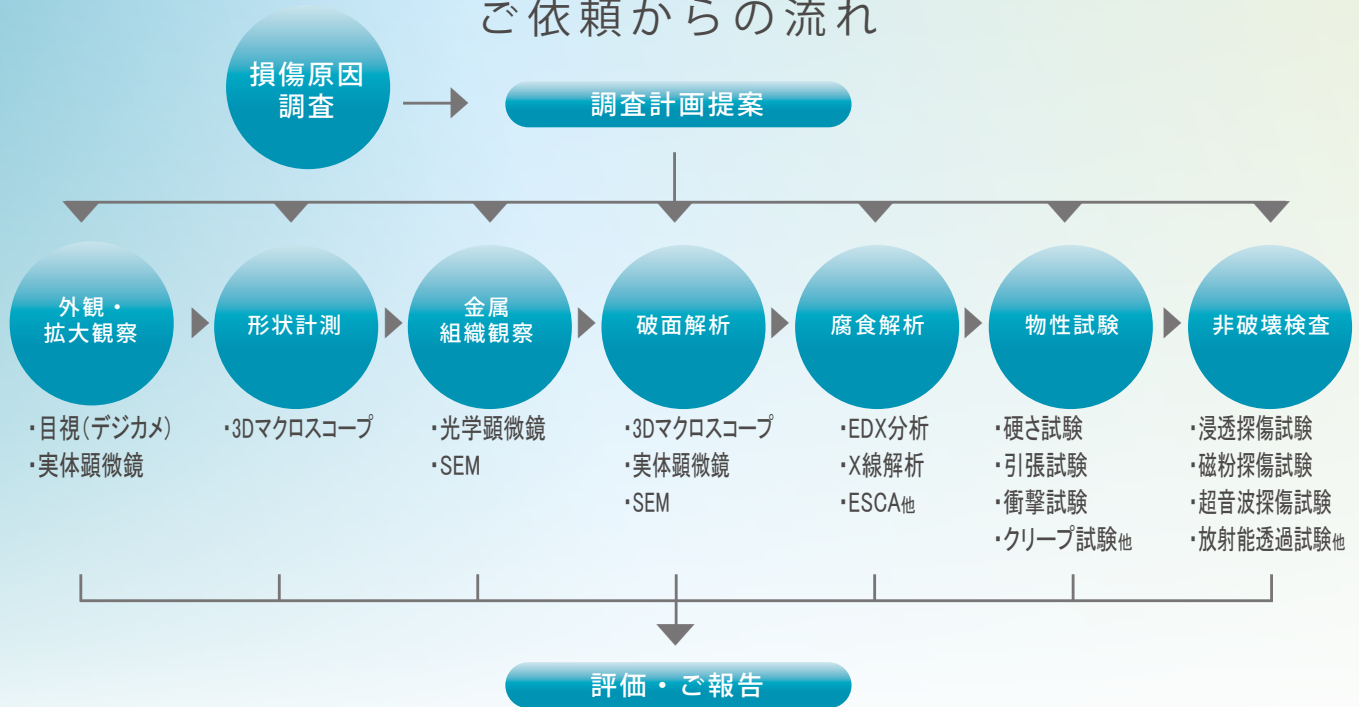 ご依頼からの流れ
損傷原因
調査
調査計画提案
外観・
拡大観察
形状計測
金属
組織観察
破面解析
腐食解析
物性試験
非破壊検査
・目視(デジカメ)
・実体顕微鏡
・3Dマクロスコープ
・光学顕微鏡
・SEM
・3Dマクロスコープ
・実体顕微鏡
・SEM
・EDX分析
・X線解析
・ESCA他
・硬さ試験
・引張試験
・衝撃試験
・クリープ試験他
・浸透探傷試験
・磁粉探傷試験
・超音波探傷試験
・放射能透過試験他
評価・ご報告